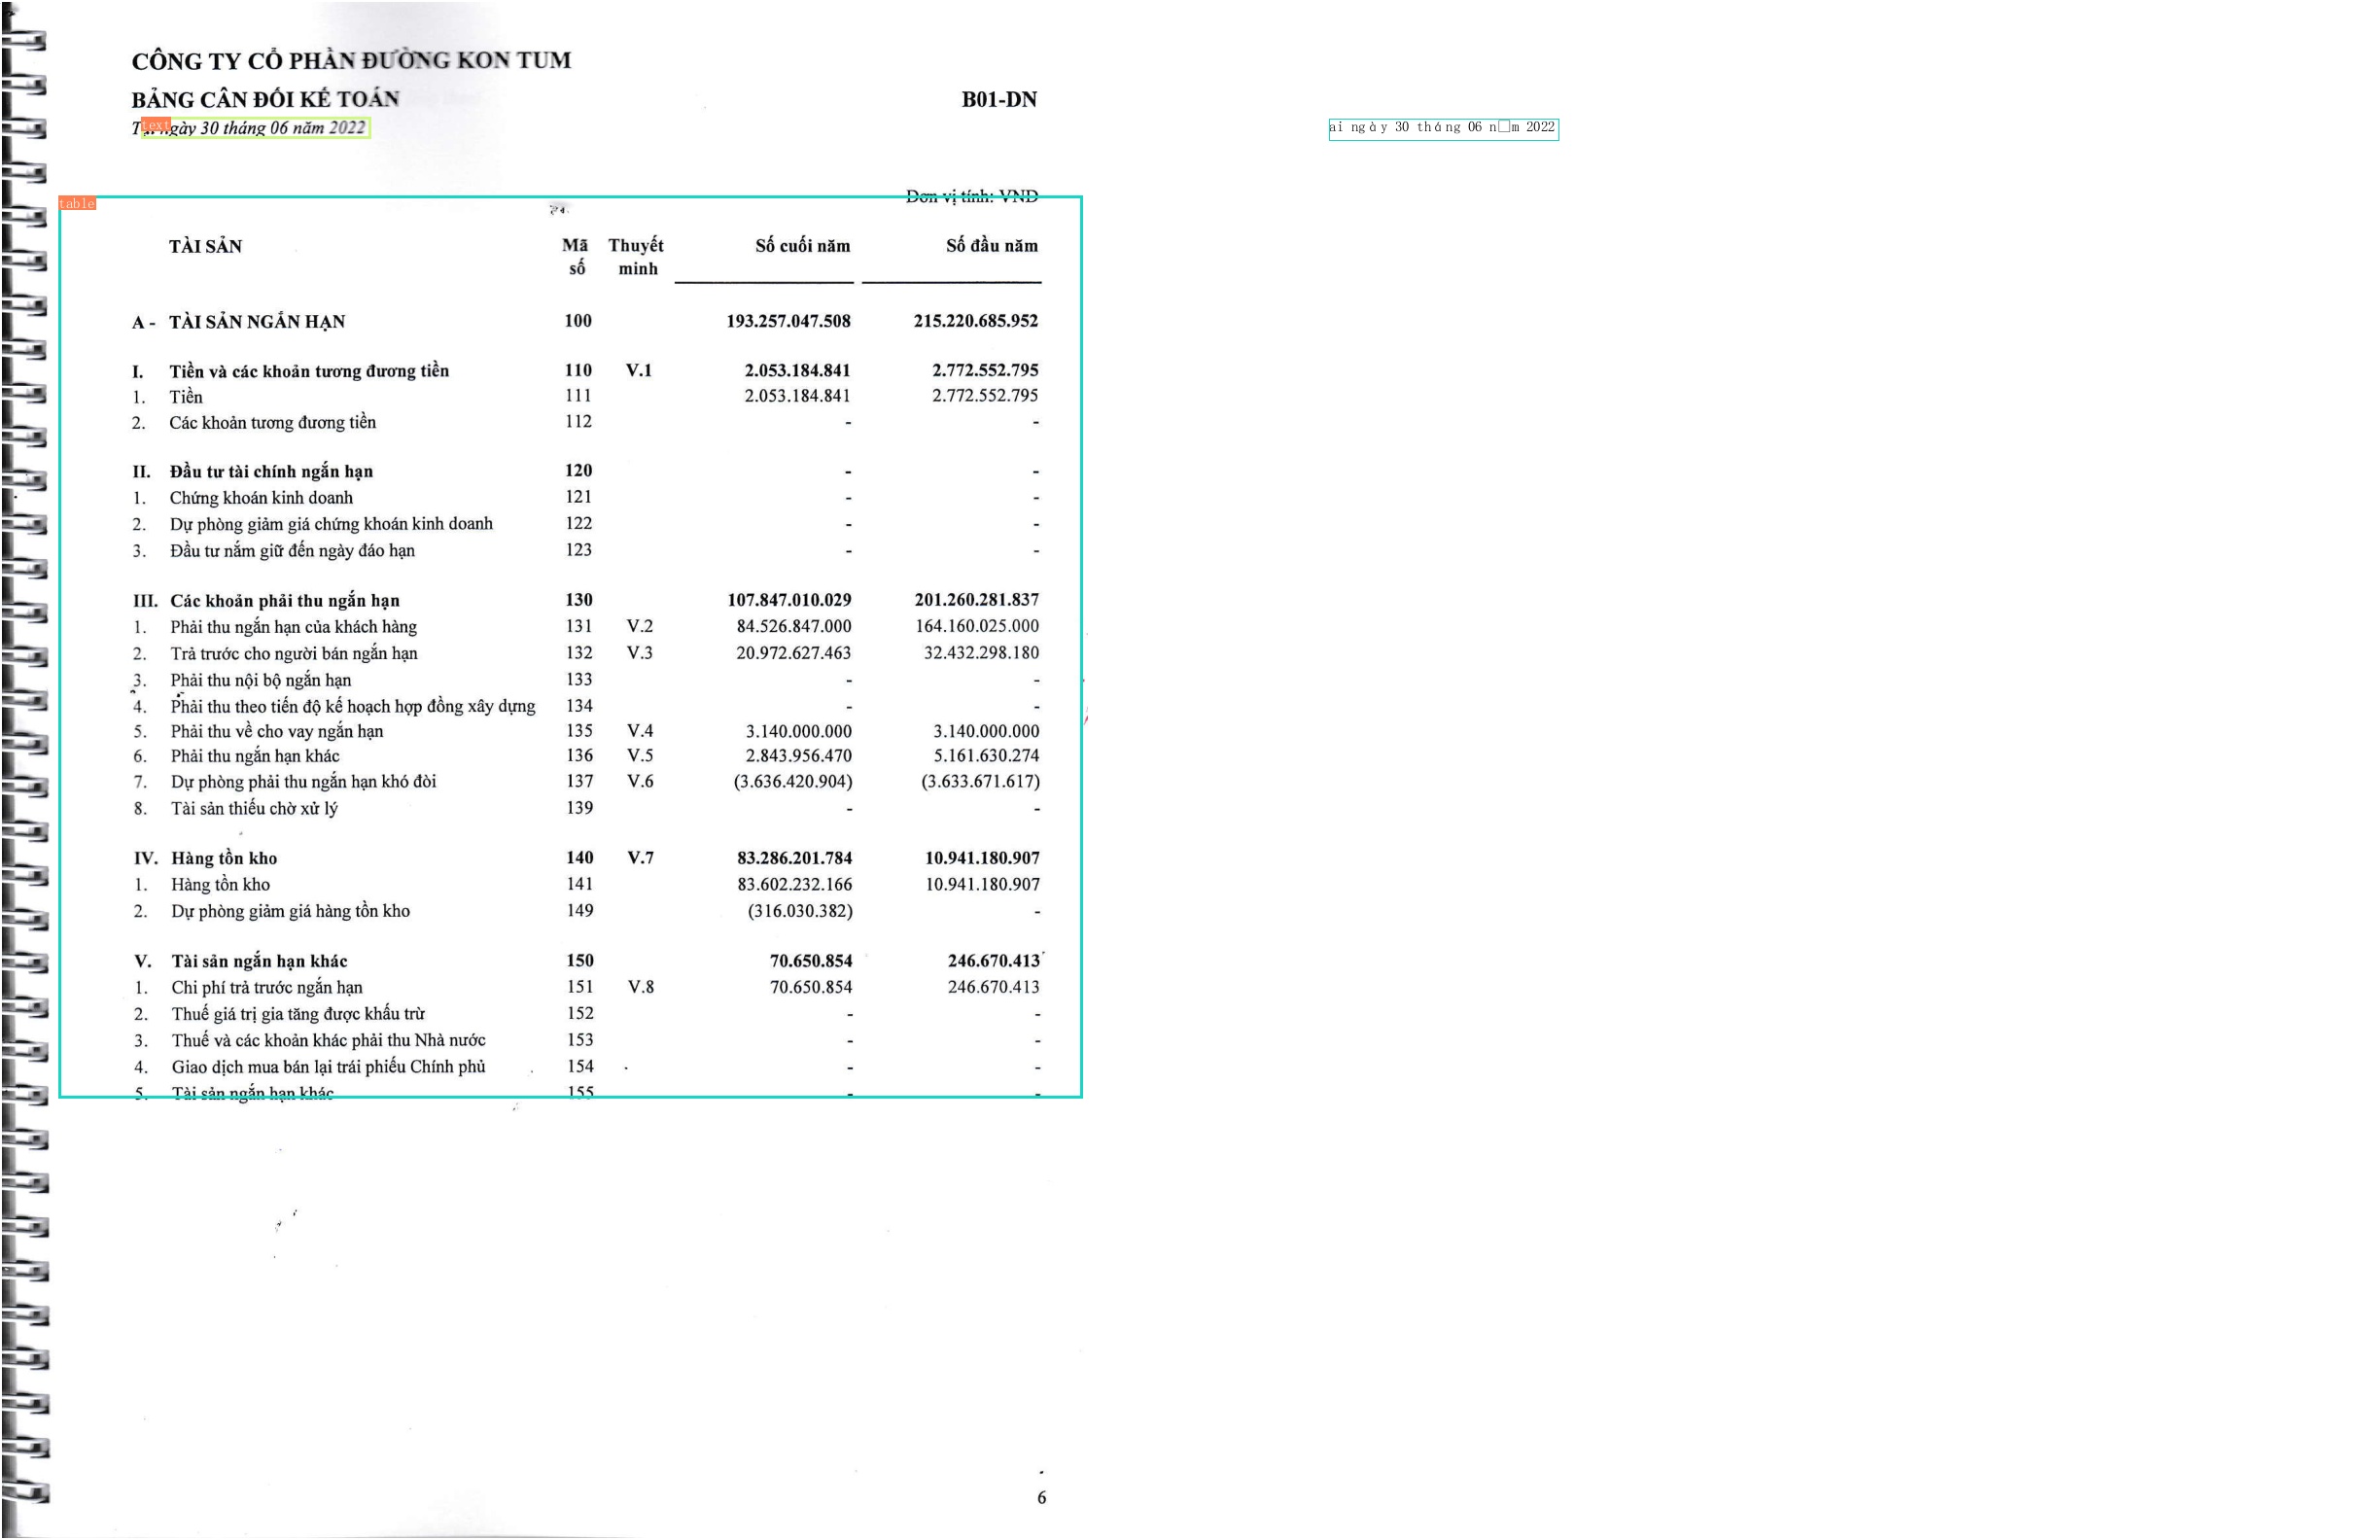 CÔNG TY CỔ PHẦN ĐƯỜNG KON TUM
BẢNG CÂN ĐỐI KẾ TOÁN B01-DN
text
ngày 30 tháng 06 năm 2022
ai ngày 30 tháng 06 n□m 2022
Đơn vị tính: VND
table
TÀI SẢN Mã số Thuyết minh Số cuối năm Số đầu năm
A - TÀI SẢN NGẮN HẠN 100 193.257.047.508 215.220.685.952
I. Tiền và các khoản tương đương tiền 110 V.1 2.053.184.841 2.772.552.795
1. Tiền 111 2.053.184.841 2.772.552.795
2. Các khoản tương đương tiền 112 - -
II. Đầu tư tài chính ngắn hạn 120 - -
1. Chứng khoán kinh doanh 121 - -
2. Dự phòng giảm giá chứng khoán kinh doanh 122 - -
3. Đầu tư nắm giữ đến ngày đáo hạn 123 - -
III. Các khoản phải thu ngắn hạn 130 107.847.010.029 201.260.281.837
1. Phải thu ngắn hạn của khách hàng 131 V.2 84.526.847.000 164.160.025.000
2. Trả trước cho người bán ngắn hạn 132 V.3 20.972.627.463 32.432.298.180
3. Phải thu nội bộ ngắn hạn 133 - -
4. Phải thu theo tiến độ kế hoạch hợp đồng xây dựng 134 - -
5. Phải thu về cho vay ngắn hạn 135 V.4 3.140.000.000 3.140.000.000
6. Phải thu ngắn hạn khác 136 V.5 2.843.956.470 5.161.630.274
7. Dự phòng phải thu ngắn hạn khó đòi 137 V.6 (3.636.420.904) (3.633.671.617)
8. Tài sản thiếu chờ xử lý 139 - -
IV. Hàng tồn kho 140 V.7 83.286.201.784 10.941.180.907
1. Hàng tồn kho 141 83.602.232.166 10.941.180.907
2. Dự phòng giảm giá hàng tồn kho 149 (316.030.382) -
V. Tài sản ngắn hạn khác 150 70.650.854 246.670.413
1. Chi phí trả trước ngắn hạn 151 V.8 70.650.854 246.670.413
2. Thuế giá trị gia tăng được khấu trừ 152 - -
3. Thuế và các khoản khác phải thu Nhà nước 153 - -
4. Giao dịch mua bán lại trái phiếu Chính phủ 154 - -
5. Tài sản ngắn hạn khác 155 - -
6